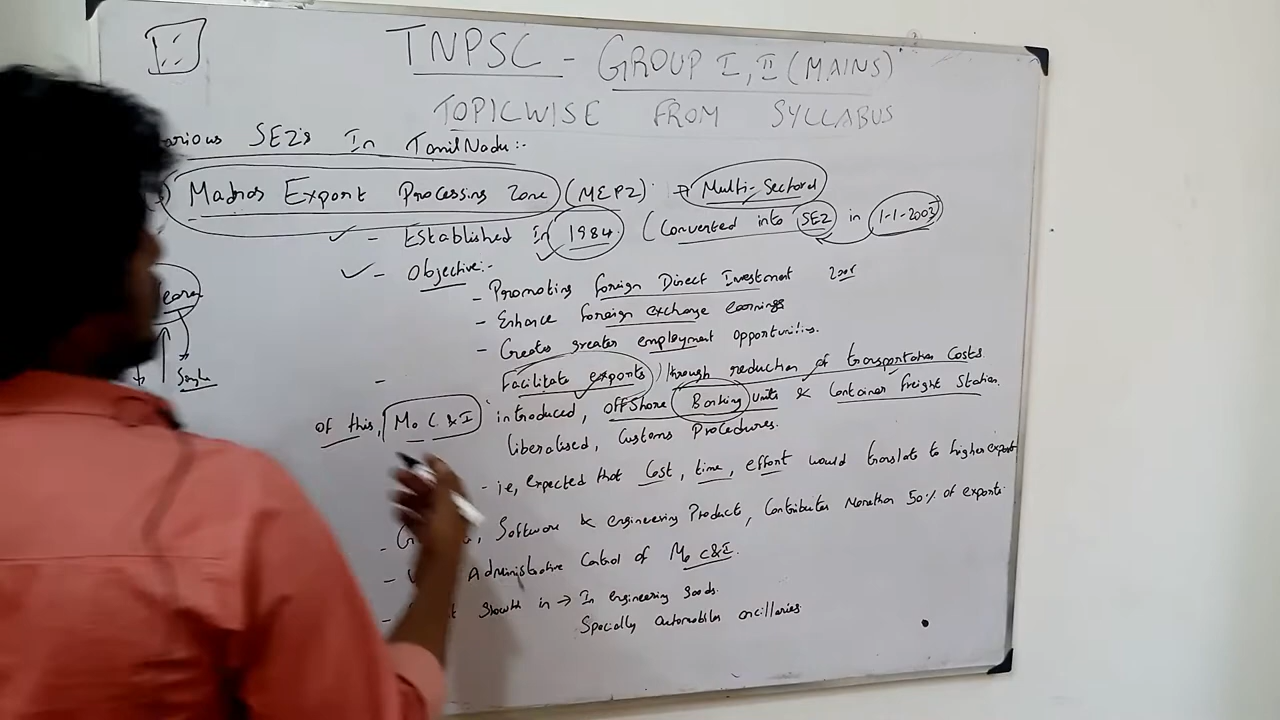 TNPSC - GROUP I, II (MAINS)
TOPICWISE FROM SYLLABUS
arious SEZ's In TamilNadu:-
Madras Export Processing Zone (MEPZ) → Multi-Sectoral
- Established In 1984. (Converted into SEZ in 1-1-2003)
- Objective:-
- Promoting foreign Direct Investment
- Enhance foreign exchange earnings
- Creates greater employment opportunities.
- Facilitate exports through reduction of transportation Costs
of this, Mo C & I introduced, offshore Banking Units & Container Freight Station
liberalised, Customs Procedures.
- ie, expected that Cost, time, effort would translate to higher export
- G , Software & engineering Product, Contributes Morethan 50% of exports
- Administrative Control of Mo C&I.
- Growth in → In engineering goods.
Specially automobiles ancillaries